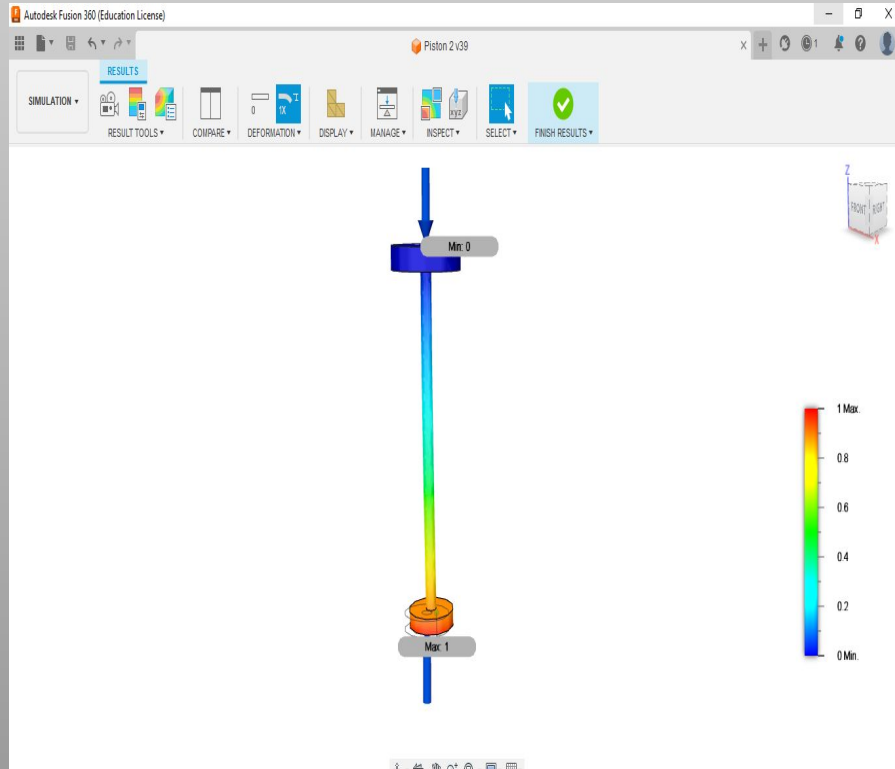 Autodesk Fusion 360 (Education License)
Piston 2 v39
1
RESULTS
SIMULATION
RESULT TOOLS
COMPARE
0
1X
DEFORMATION
DISPLAY
MANAGE
xyz
INSPECT
SELECT
FINISH RESULTS
Z
FRONT
RIGHT
X
Min: 0
1 Max.
0.8
0.6
0.4
0.2
0 Min.
Max: 1